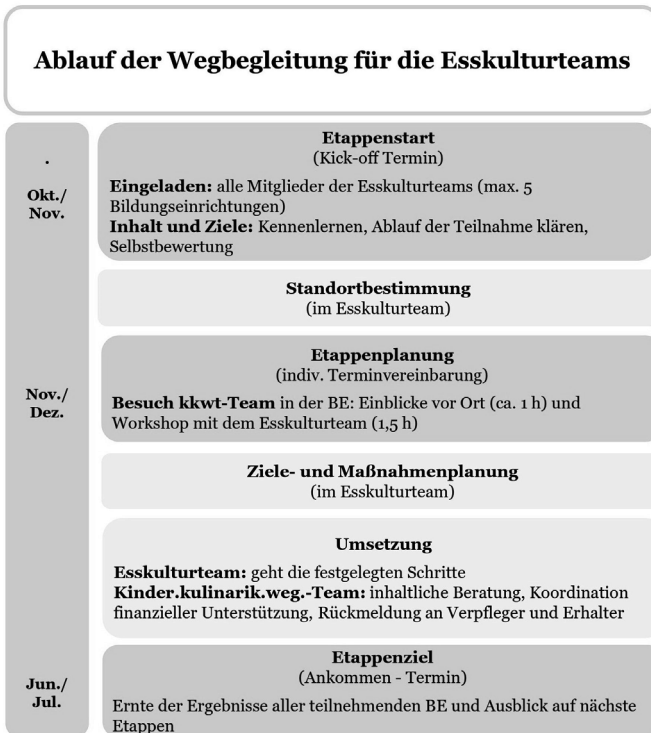 Ablauf der Wegbegleitung für die Esskulturteams
.
Okt./
Nov.
Etappenstart
(Kick-off Termin)
Eingeladen: alle Mitglieder der Esskulturteams (max. 5
Bildungseinrichtungen)
Inhalt und Ziele: Kennenlernen, Ablauf der Teilnahme klären,
Selbstbewertung
Standortbestimmung
(im Esskulturteam)
Nov./
Dez.
Etappenplanung
(indiv. Terminvereinbarung)
Besuch kkwt-Team in der BE: Einblicke vor Ort (ca. 1 h) und
Workshop mit dem Esskulturteam (1,5 h)
Ziele- und Maßnahmenplanung
(im Esskulturteam)
Umsetzung
Esskulturteam: geht die festgelegten Schritte
Kinder.kulinarik.weg.-Team: inhaltliche Beratung, Koordination
finanzieller Unterstützung, Rückmeldung an Verpfleger und Erhalter
Jun./
Jul.
Etappenziel
(Ankommen - Termin)
Ernte der Ergebnisse aller teilnehmenden BE und Ausblick auf nächste
Etappen